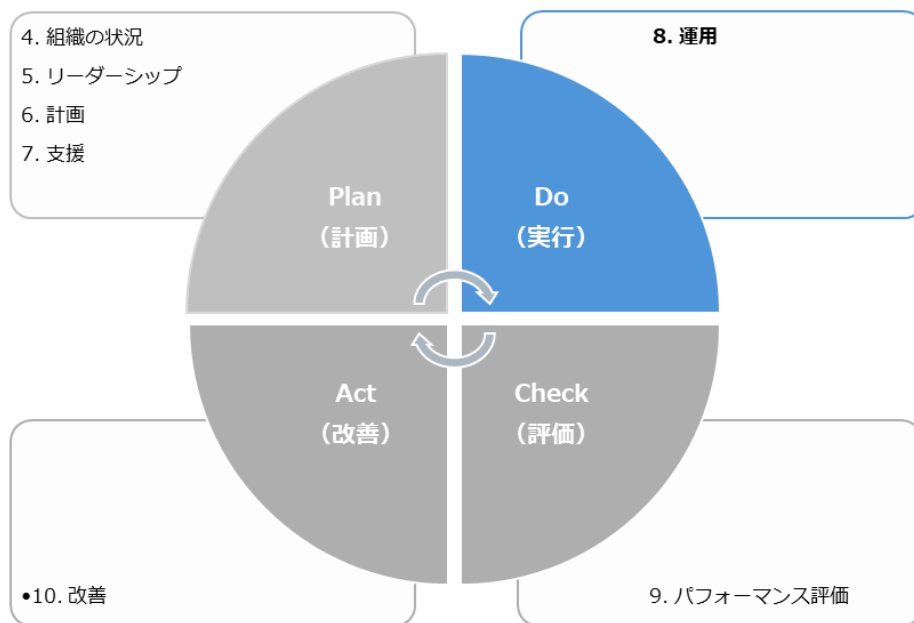 4. 組織の状況
5. リーダーシップ
6. 計画
7. 支援
8. 運用
Plan
（計画）
Do
（実行）
Act
（改善）
Check
（評価）
•10. 改善
9. パフォーマンス評価